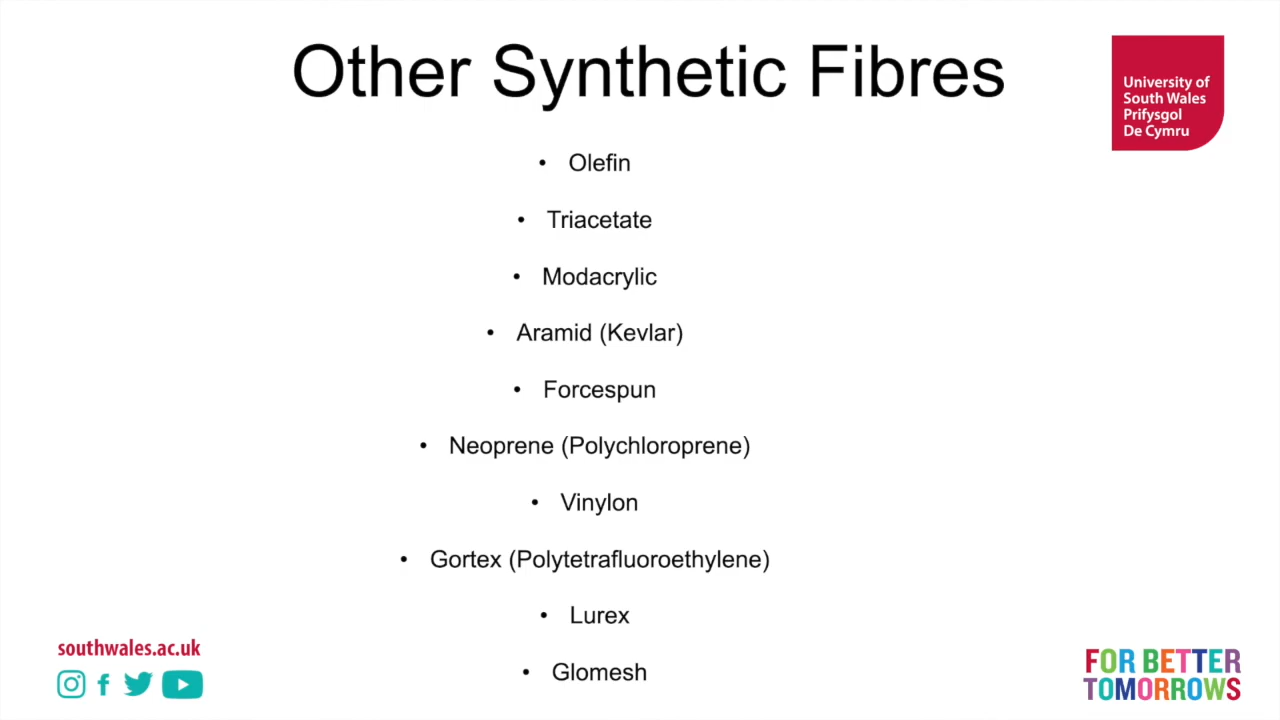 Other Synthetic Fibres
University of
South Wales
Prifysgol
De Cymru
• Olefin
• Triacetate
• Modacrylic
• Aramid (Kevlar)
• Forcespun
• Neoprene (Polychloroprene)
• Vinylon
• Gortex (Polytetrafluoroethylene)
• Lurex
• Glomesh
southwales.ac.uk
FOR BETTER
TOMORROWS